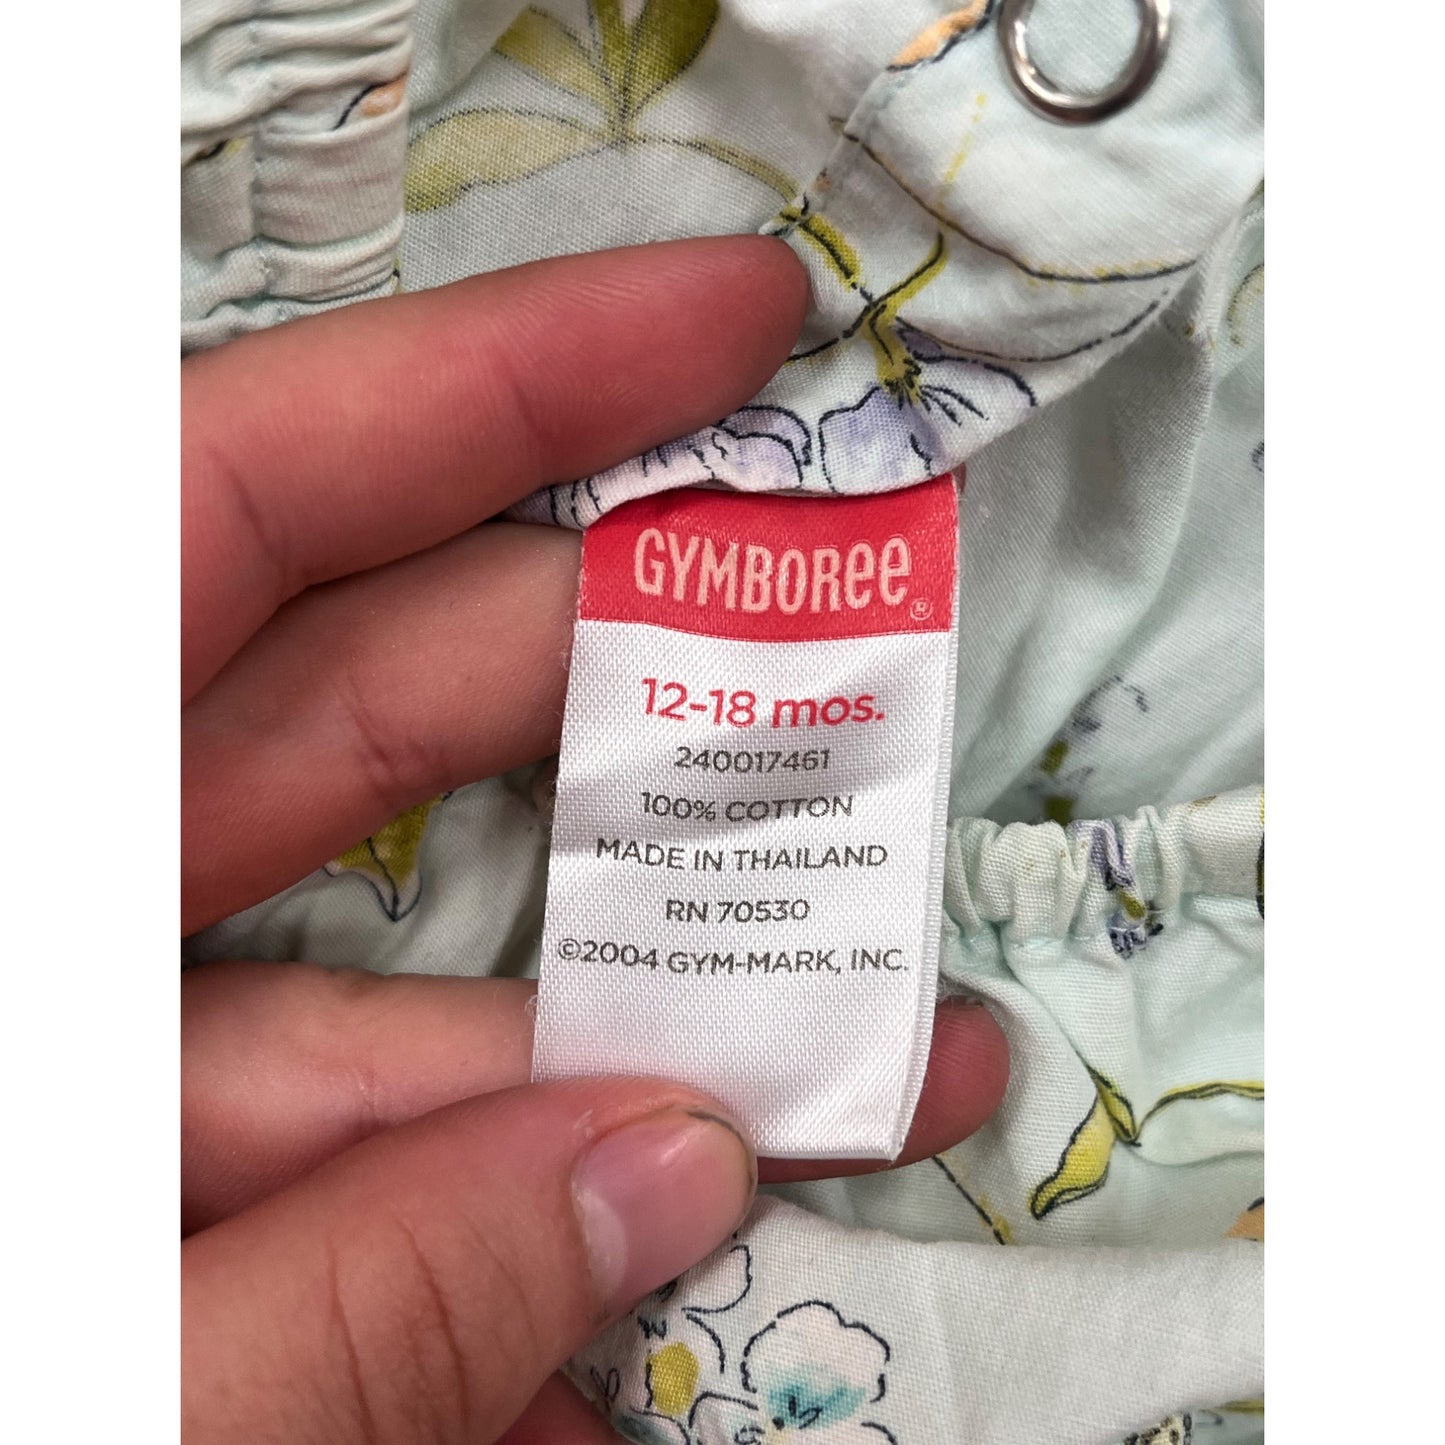 GYMBOREE®
12-18 mos.
240017461
100% COTTON
MADE IN THAILAND
RN 70530
©2004 GYM-MARK, INC.